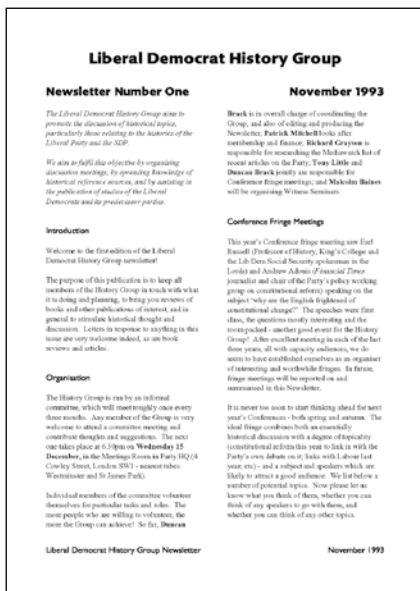 Liberal Democrat History Group
Newsletter Number One
November 1993
The Liberal Democrat History Group aims to
promote the discussion of historical topics,
particularly those relating to the histories of the
Liberal Party and the SDP.
We aim to fulfil this objective by organising
discussion meetings, by spreading knowledge of
historical reference sources, and by assisting in
the publication of studies of the Liberal
Democrats and its predecessor parties.
Introduction
Welcome to the first edition of the Liberal
Democrat History Group newsletter!
The purpose of this publication is to keep all
members of the History Group in touch with what
it is doing and planning, to bring you reviews of
books and other publications of interest, and in
general to stimulate historical thought and
discussion. Letters in response to anything in this
issue are very welcome indeed, as are book
reviews and articles.
Organisation
The History Group is run by an informal
committee, which will meet roughly once every
three months. Any member of the Group is very
welcome to attend a committee meeting and
contribute thoughts and suggestions. The next
one takes place at 6.30pm on Wednesday 15
December, in the Meetings Room in Party HQ (4
Cowley Street, London SW1 - nearest tubes
Westminster and St James Park).
Individual members of the committee volunteer
themselves for particular tasks and roles. The
more people who are willing to volunteer, the
more the Group can achieve! So far, Duncan
Brack is in overall charge of coordinating the
Group, and also of editing and producing the
Newsletter; Patrick Mitchell looks after
membership and finance; Richard Grayson is
responsible for researching the Mediawatch list of
recent articles on the Party; Tony Little and
Duncan Brack jointly are responsible for
Conference fringe meetings; and Malcolm Baines
will be organising Witness Seminars.
Conference Fringe Meetings
This year's Conference fringe meeting saw Earl
Russell (Professor of History, King's College and
the Lib Dem Social Security spokesman in the
Lords) and Andrew Adonis (Financial Times
journalist and chair of the Party's policy working
group on constitutional reform) speaking on the
subject 'why are the English frightened of
constitutional change?' The speeches were first
class, the questions mostly interesting and the
room packed - another good event for the History
Group! After excellent meeting in each of the last
three years, all with capacity audiences, we do
seem to have established ourselves as an organiser
of interesting and worthwhile fringes. In future,
fringe meetings will be reported on and
summarised in this Newsletter.
It is never too soon to start thinking ahead for next
year's Conferences - both spring and autumn. The
ideal fringe combines both an essentially
historical discussion with a degree of topicality
(constitutional reform this year to link in with the
Party's own debate on it; links with Labour last
year, etc) - and a subject and speakers which are
likely to attract a good audience. We list below a
number of potential topics. Now please let us
know what you think of them, whether you can
think of any speakers to go with them, and
whether you can think of any other topics.
Liberal Democrat History Group Newsletter
November 1993